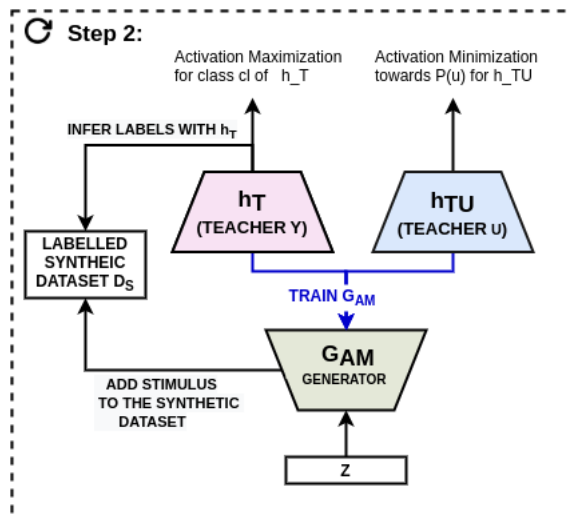 Step 2:
Activation Maximization
for class cl of h_T
Activation Minimization
towards P(u) for h_TU
INFER LABELS WITH hT
hT
(TEACHER Y)
hTU
(TEACHER U)
LABELLED
SYNTHEIC
DATASET DS
TRAIN GAM
GAM
GENERATOR
ADD STIMULUS
TO THE SYNTHETIC
DATASET
Z